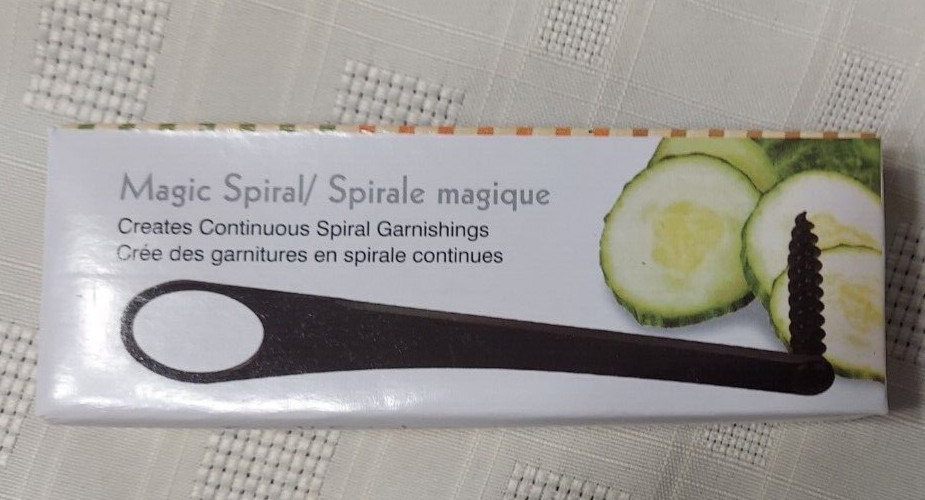 Magic Spiral/ Spirale magique
Creates Continuous Spiral Garnishings
Crée des garnitures en spirale continues